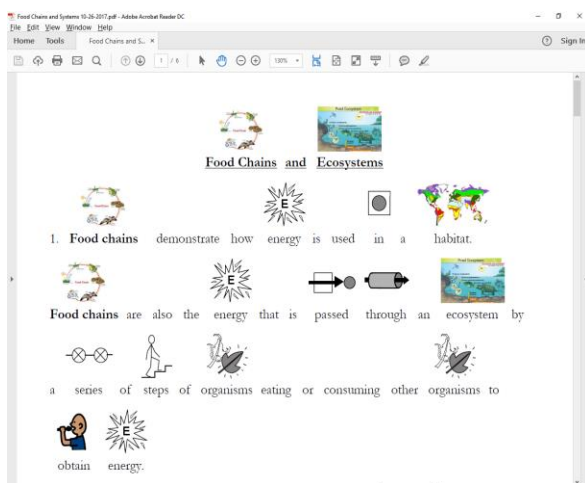 Food Chains and Systems 10-26-2017.pdf - Adobe Acrobat Reader DC
File Edit View Window Help
Home Tools Food Chains and S... × Sign In
1 / 6 130%
Food Chains and Ecosystems
E
1. Food chains demonstrate how energy is used in a habitat.
E
Food chains are also the energy that is passed through an ecosystem by
a series of steps of organisms eating or consuming other organisms to
E
obtain energy.